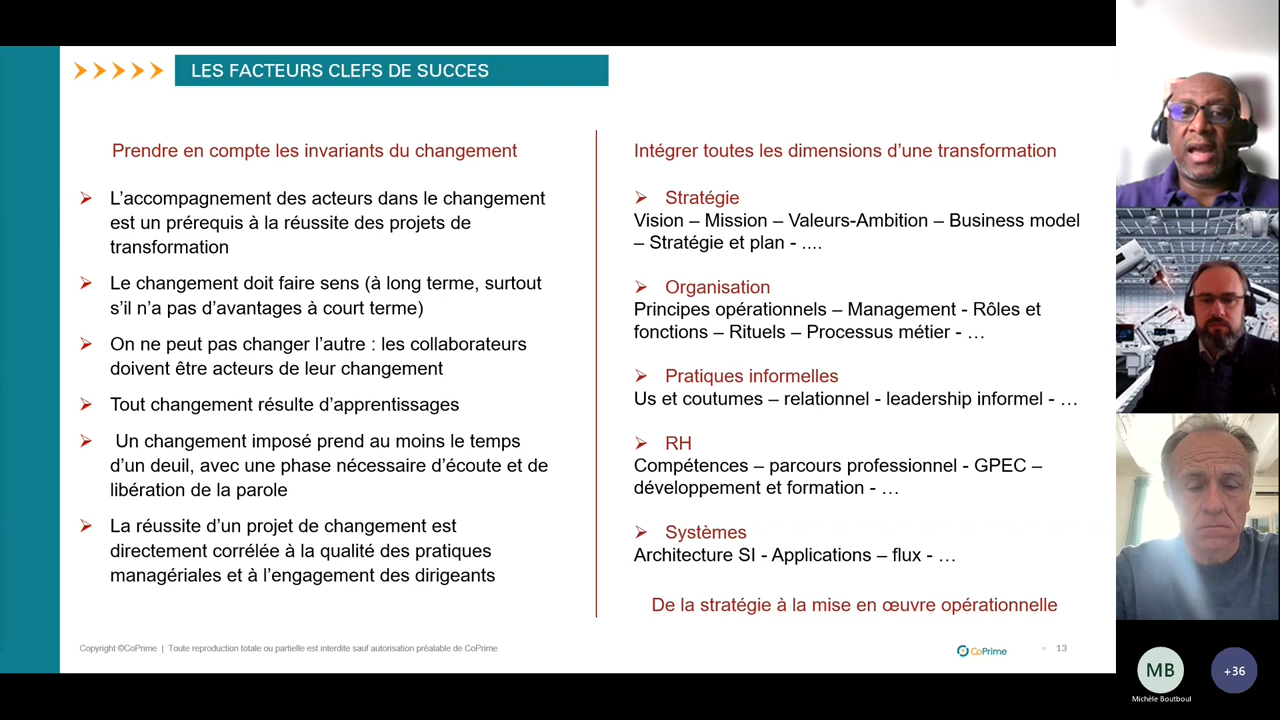 LES FACTEURS CLEFS DE SUCCES
Prendre en compte les invariants du changement
L'accompagnement des acteurs dans le changement
est un prérequis à la réussite des projets de
transformation
Le changement doit faire sens (à long terme, surtout
s'il n'a pas d'avantages à court terme)
On ne peut pas changer l'autre : les collaborateurs
doivent être acteurs de leur changement
Tout changement résulte d'apprentissages
Un changement imposé prend au moins le temps
d'un deuil, avec une phase nécessaire d'écoute et de
libération de la parole
La réussite d'un projet de changement est
directement corrélée à la qualité des pratiques
managériales et à l'engagement des dirigeants
Intégrer toutes les dimensions d'une transformation
Stratégie
Vision – Mission – Valeurs-Ambition – Business model
– Stratégie et plan - ....
Organisation
Principes opérationnels – Management - Rôles et
fonctions – Rituels – Processus métier - …
Pratiques informelles
Us et coutumes – relationnel - leadership informel - …
RH
Compétences – parcours professionnel - GPEC –
développement et formation - …
Systèmes
Architecture SI - Applications – flux - …
De la stratégie à la mise en œuvre opérationnelle
Copyright ©CoPrime | Toute reproduction totale ou partielle est interdite sauf autorisation préalable de CoPrime
CoPrime
13
MB
+36
Michèle Boutboul